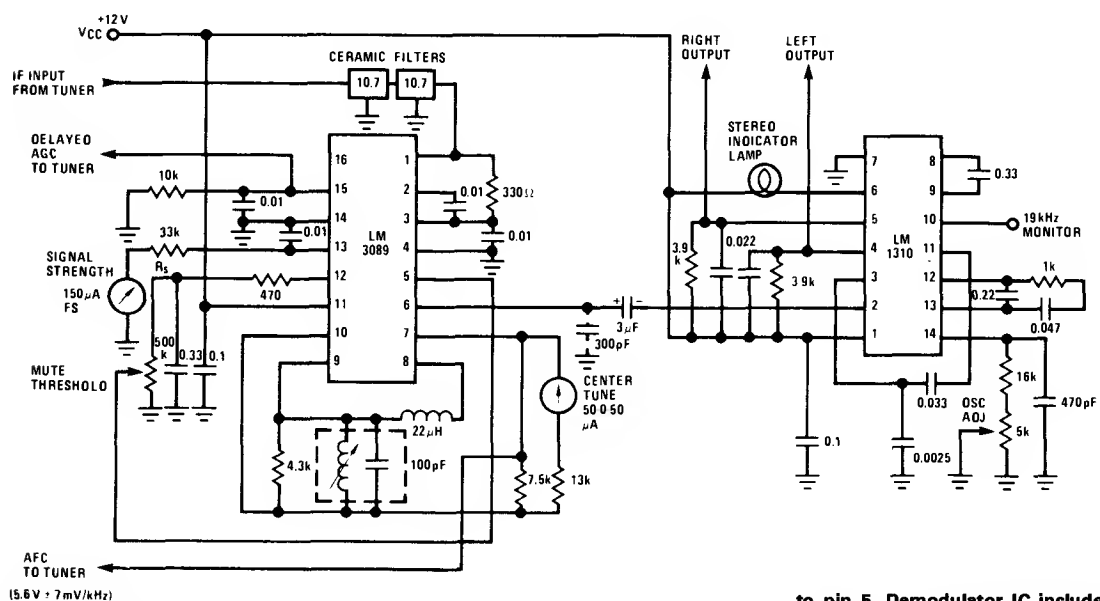 +12 V
VCC
IF INPUT
FROM TUNER
CERAMIC FILTERS
10.7 10.7
DELAYED
AGC
TO TUNER
10k
0.01
33k
0.01
SIGNAL
STRENGTH
150µA
FS
RS
470
500
k
0.33
0.1
MUTE
THRESHOLD
16
15
14
13
12
11
10
9
LM
3089
1
2
3
4
5
6
7
8
0.01
330Ω
0.01
4.3k
100pF
22µH
7.5k
13k
CENTER
TUNE
50 0 50
µA
+ −
3µF
300pF
AFC
TO TUNER
(5.6V ± 7mV/kHz)
RIGHT
OUTPUT
LEFT
OUTPUT
STEREO
INDICATOR
LAMP
3.9
k
0.022
3.9k
7
6
5
4
3
2
1
LM
1310
8
9
10
11
12
13
14
0.33
19kHz
MONITOR
1k
0.22
0.047
0.1
0.033
0.0025
OSC
ADJ
16k
5k
470pF
to pin 5. Demodulator IC include